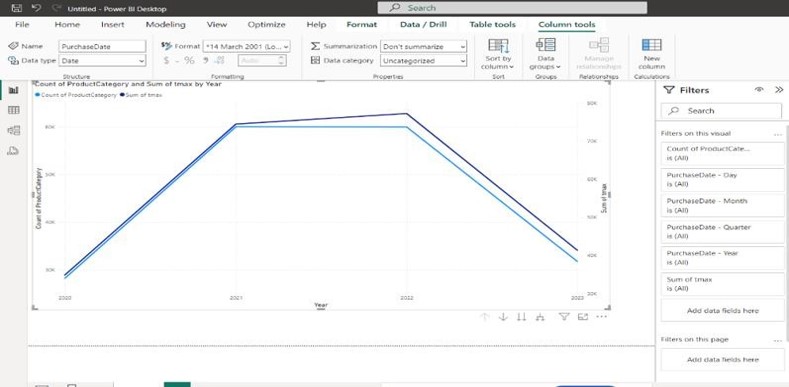 Untitled - Power BI Desktop
Search
File Home Insert Modeling View Optimize Help Format Data / Drill Table tools Column tools
Name PurchaseDate
Data type Date
Structure
Format *14 March 2001 (Lo...
$ % Auto
Formatting
Summarization Don't summarize
Data category Uncategorized
Properties
Sort by column
Sort
Data groups
Groups
Manage relationships
Relationships
New column
Calculations
Count of ProductCategory and Sum of tmax by Year
Count of ProductCategory Sum of tmax
Count of ProductCategory
60K
50K
40K
30K
2020 2021 2022 2023
Year
80K
70K
60K
50K
40K
30K
Sum of tmax
Filters
Search
Filters on this visual ...
Count of ProductCate...
is (All)
PurchaseDate - Day
is (All)
PurchaseDate - Month
is (All)
PurchaseDate - Quarter
is (All)
PurchaseDate - Year
is (All)
Sum of tmax
is (All)
Add data fields here
Filters on this page ...
Add data fields here